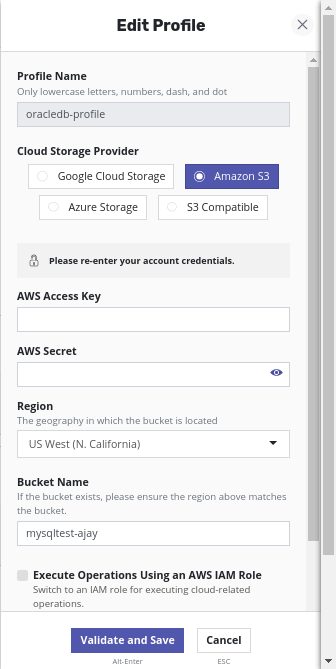 Edit Profile
Profile Name
Only lowercase letters, numbers, dash, and dot
oracledb-profile
Cloud Storage Provider
Google Cloud Storage
Amazon S3
Azure Storage
S3 Compatible
Please re-enter your account credentials.
AWS Access Key
AWS Secret
Region
The geography in which the bucket is located
US West (N. California)
Bucket Name
If the bucket exists, please ensure the region above matches
the bucket.
mysqltest-ajay
Execute Operations Using an AWS IAM Role
Switch to an IAM role for executing cloud-related
operations.
Validate and Save
Cancel
Alt-Enter
ESC